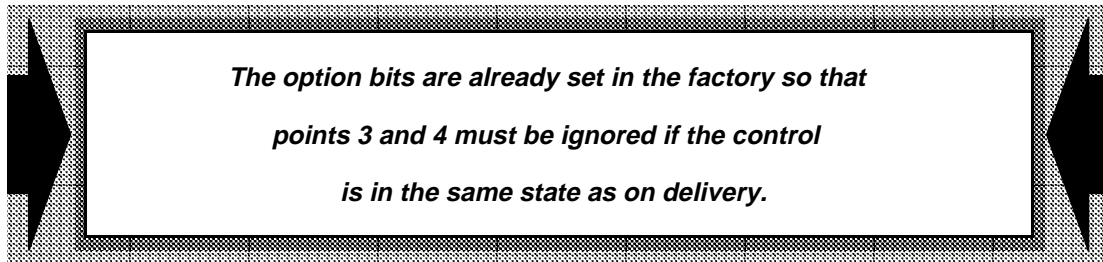 The option bits are already set in the factory so that
points 3 and 4 must be ignored if the control
is in the same state as on delivery.